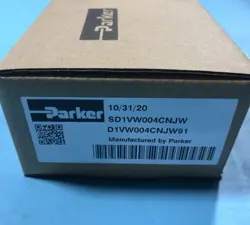 Parker
Parker
10/31/20
SD1VW004CNJW
D1VW004CNJW91
Manufactured by Parker